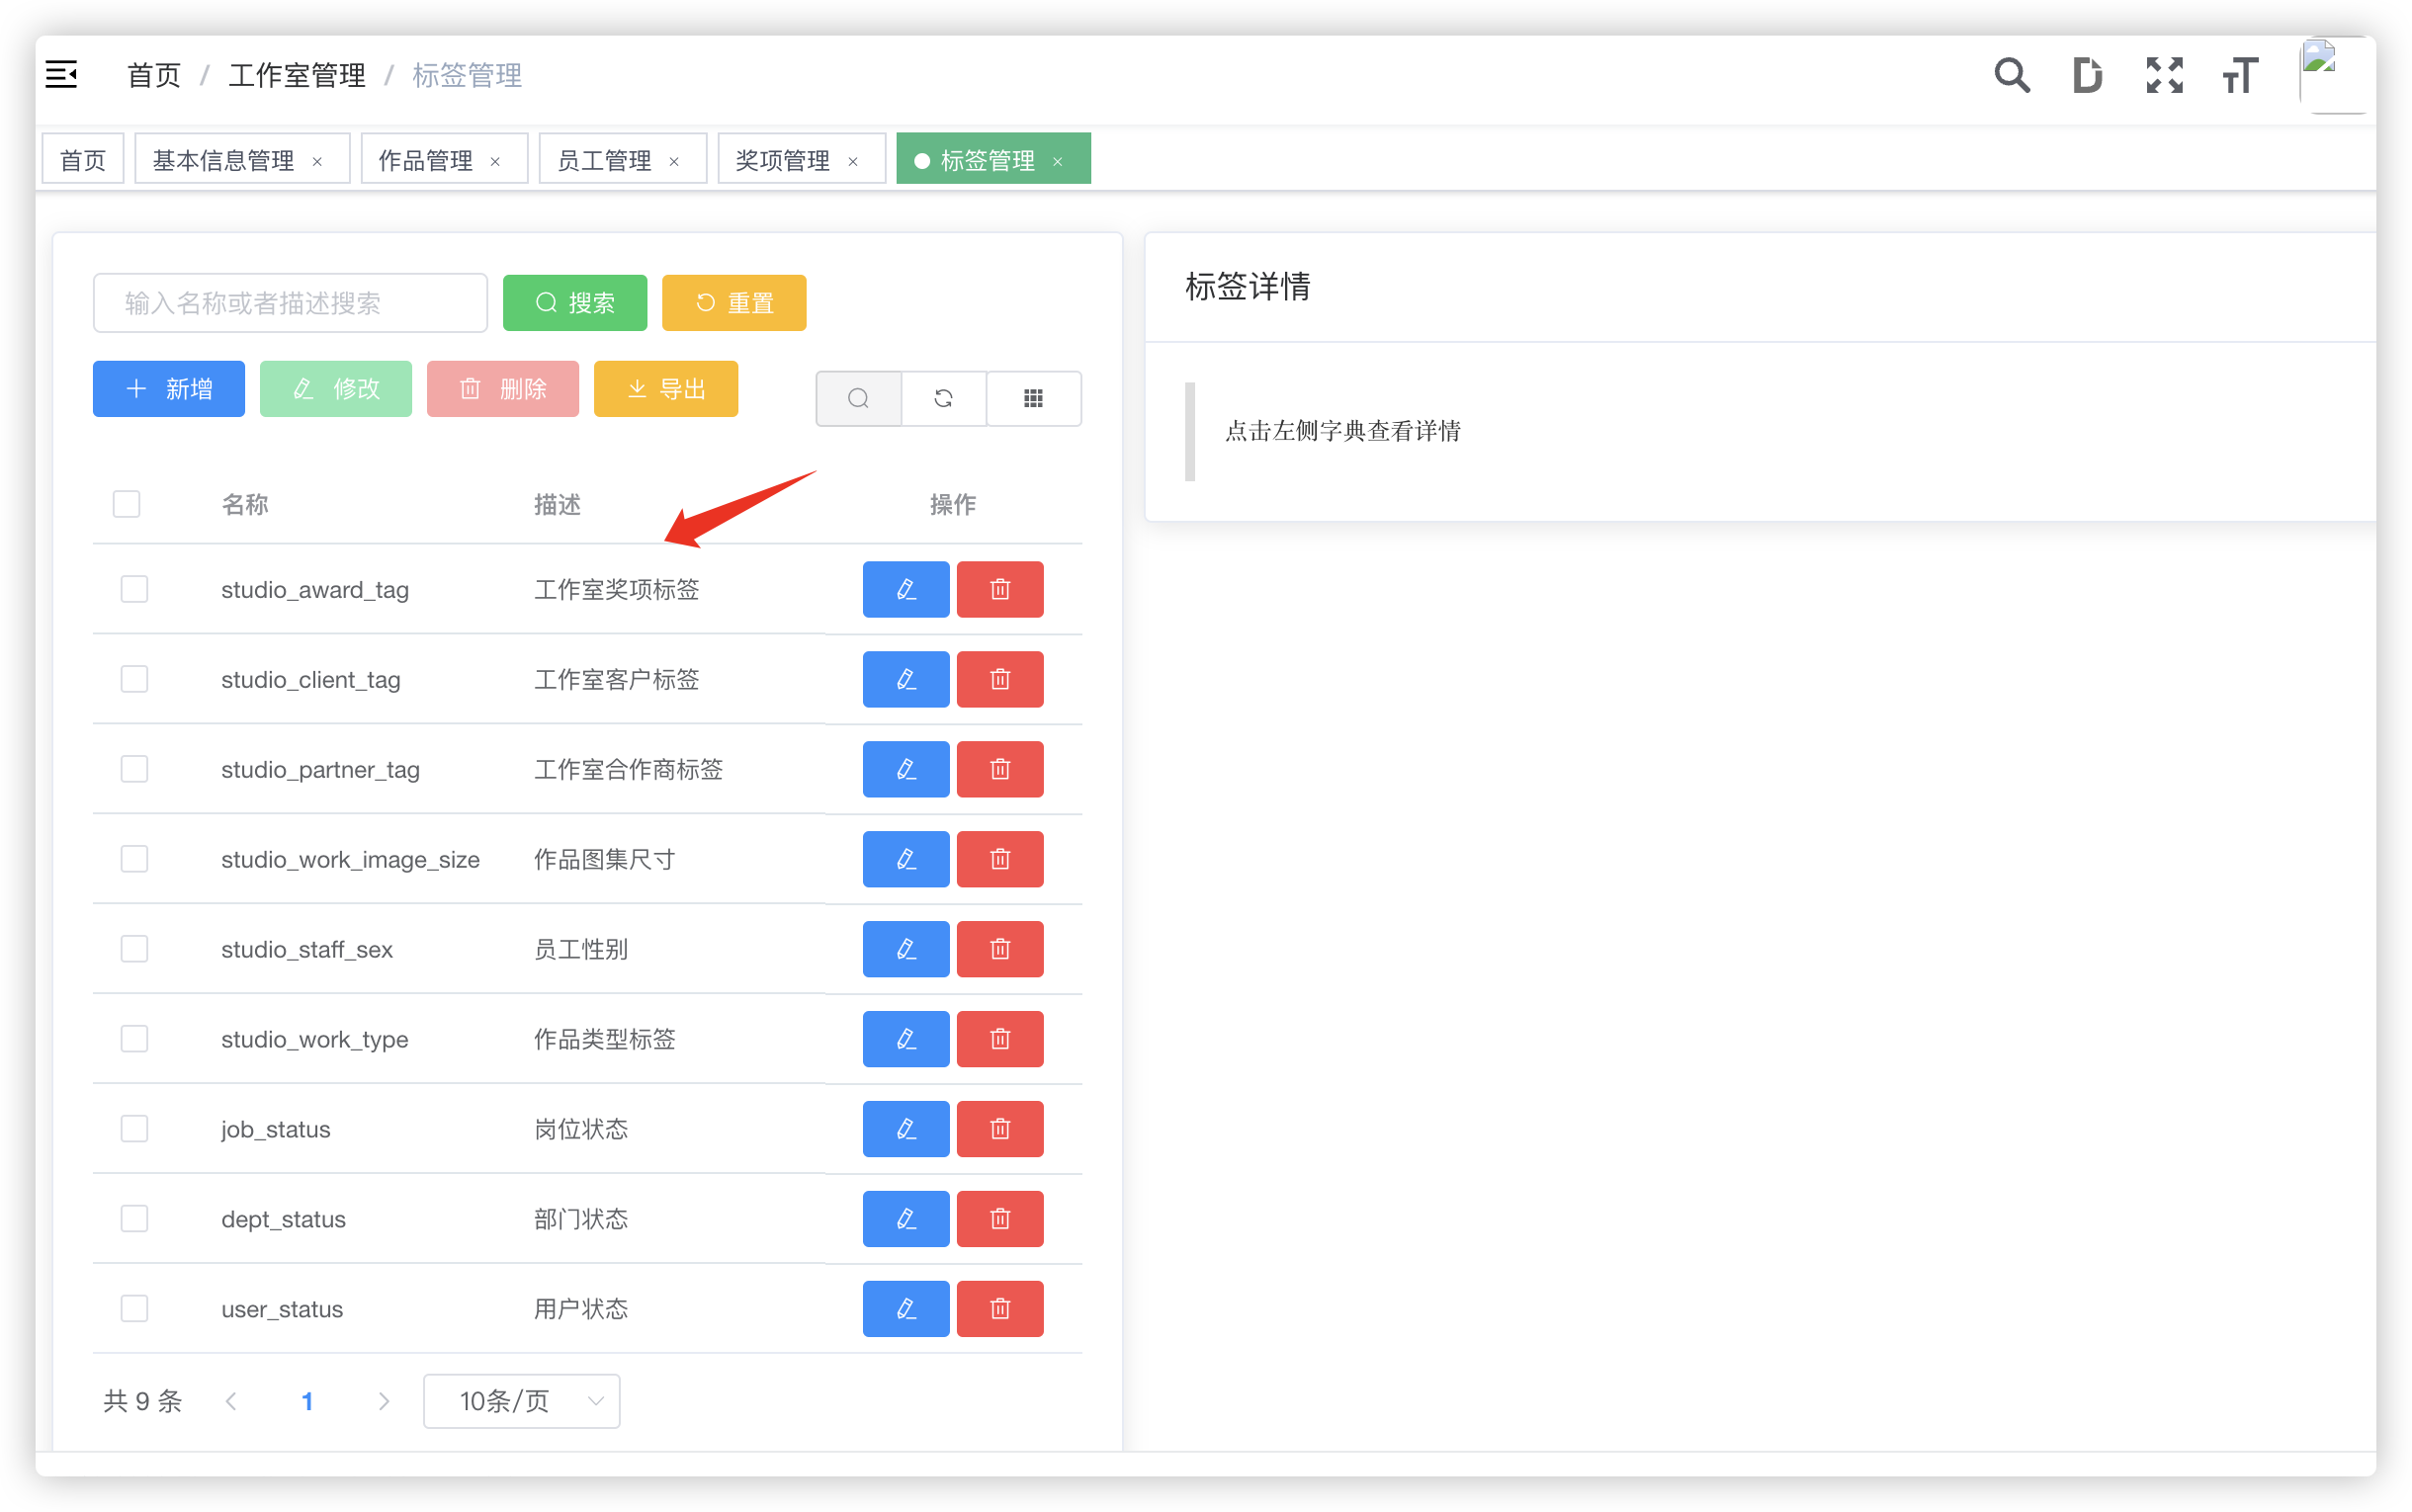 首页 / 工作室管理 / 标签管理
首页 基本信息管理 × 作品管理 × 员工管理 × 奖项管理 × 标签管理 ×
输入名称或者描述搜索 搜索 重置
新增 修改 删除 导出
名称 描述 操作
studio_award_tag 工作室奖项标签
studio_client_tag 工作室客户标签
studio_partner_tag 工作室合作商标签
studio_work_image_size 作品图集尺寸
studio_staff_sex 员工性别
studio_work_type 作品类型标签
job_status 岗位状态
dept_status 部门状态
user_status 用户状态
共 9 条 1 10条/页
标签详情
点击左侧字典查看详情